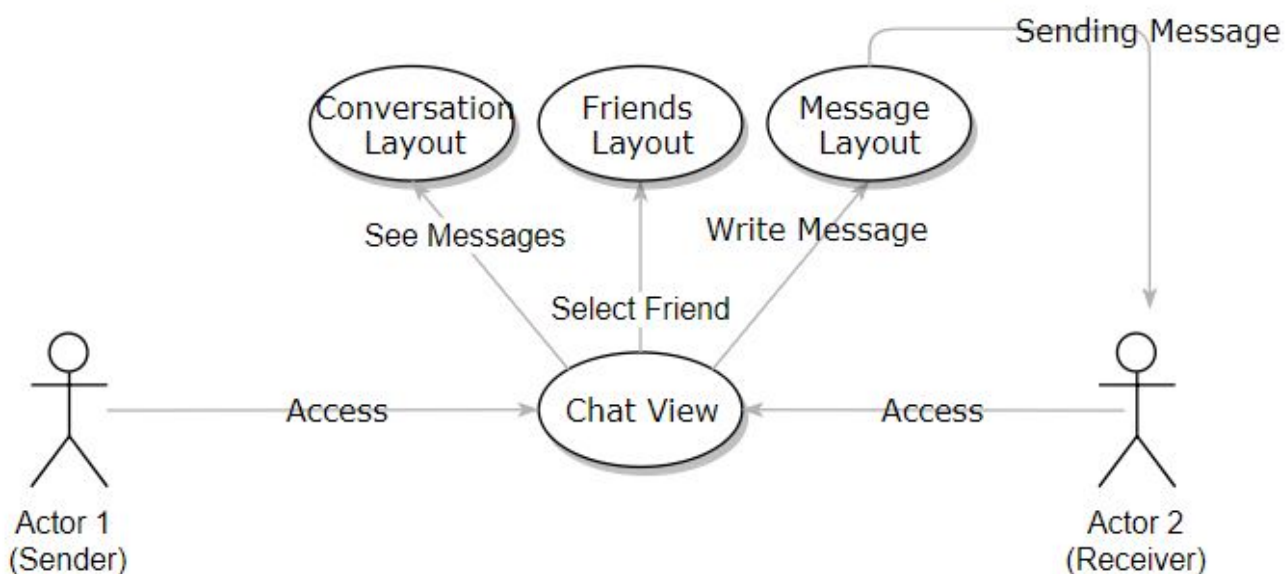 Sending Message
Conversation
Layout
Friends
Layout
Message
Layout
See Messages
Write Message
Select Friend
Access
Chat View
Access
Actor 1
(Sender)
Actor 2
(Receiver)